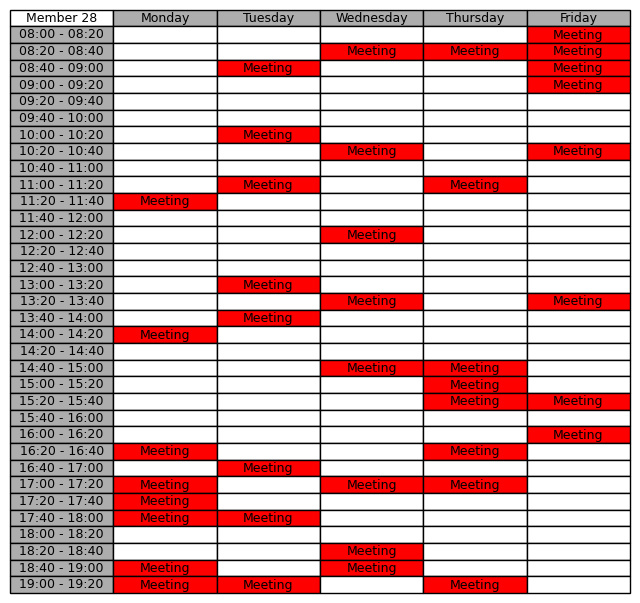 Member 28 Monday Tuesday Wednesday Thursday Friday
08:00 - 08:20 Meeting
08:20 - 08:40 Meeting Meeting Meeting
08:40 - 09:00 Meeting Meeting
09:00 - 09:20 Meeting
09:20 - 09:40
09:40 - 10:00
10:00 - 10:20 Meeting
10:20 - 10:40 Meeting Meeting
10:40 - 11:00
11:00 - 11:20 Meeting Meeting
11:20 - 11:40 Meeting
11:40 - 12:00
12:00 - 12:20 Meeting
12:20 - 12:40
12:40 - 13:00
13:00 - 13:20 Meeting
13:20 - 13:40 Meeting Meeting
13:40 - 14:00 Meeting
14:00 - 14:20 Meeting
14:20 - 14:40
14:40 - 15:00 Meeting Meeting
15:00 - 15:20 Meeting
15:20 - 15:40 Meeting Meeting
15:40 - 16:00
16:00 - 16:20 Meeting
16:20 - 16:40 Meeting Meeting
16:40 - 17:00 Meeting
17:00 - 17:20 Meeting Meeting Meeting
17:20 - 17:40 Meeting
17:40 - 18:00 Meeting Meeting
18:00 - 18:20
18:20 - 18:40 Meeting
18:40 - 19:00 Meeting Meeting
19:00 - 19:20 Meeting Meeting Meeting